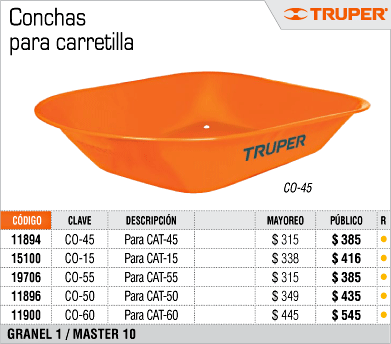 Conchas
para carretilla
TRUPER
TRUPER
CO-45
CÓDIGO CLAVE DESCRIPCIÓN MAYOREO PÚBLICO R
11894 CO-45 Para CAT-45 $ 315 $ 385
15100 CO-15 Para CAT-15 $ 338 $ 416
19706 CO-55 Para CAT-55 $ 315 $ 385
11896 CO-50 Para CAT-50 $ 349 $ 435
11900 CO-60 Para CAT-60 $ 445 $ 545
GRANEL 1 / MASTER 10